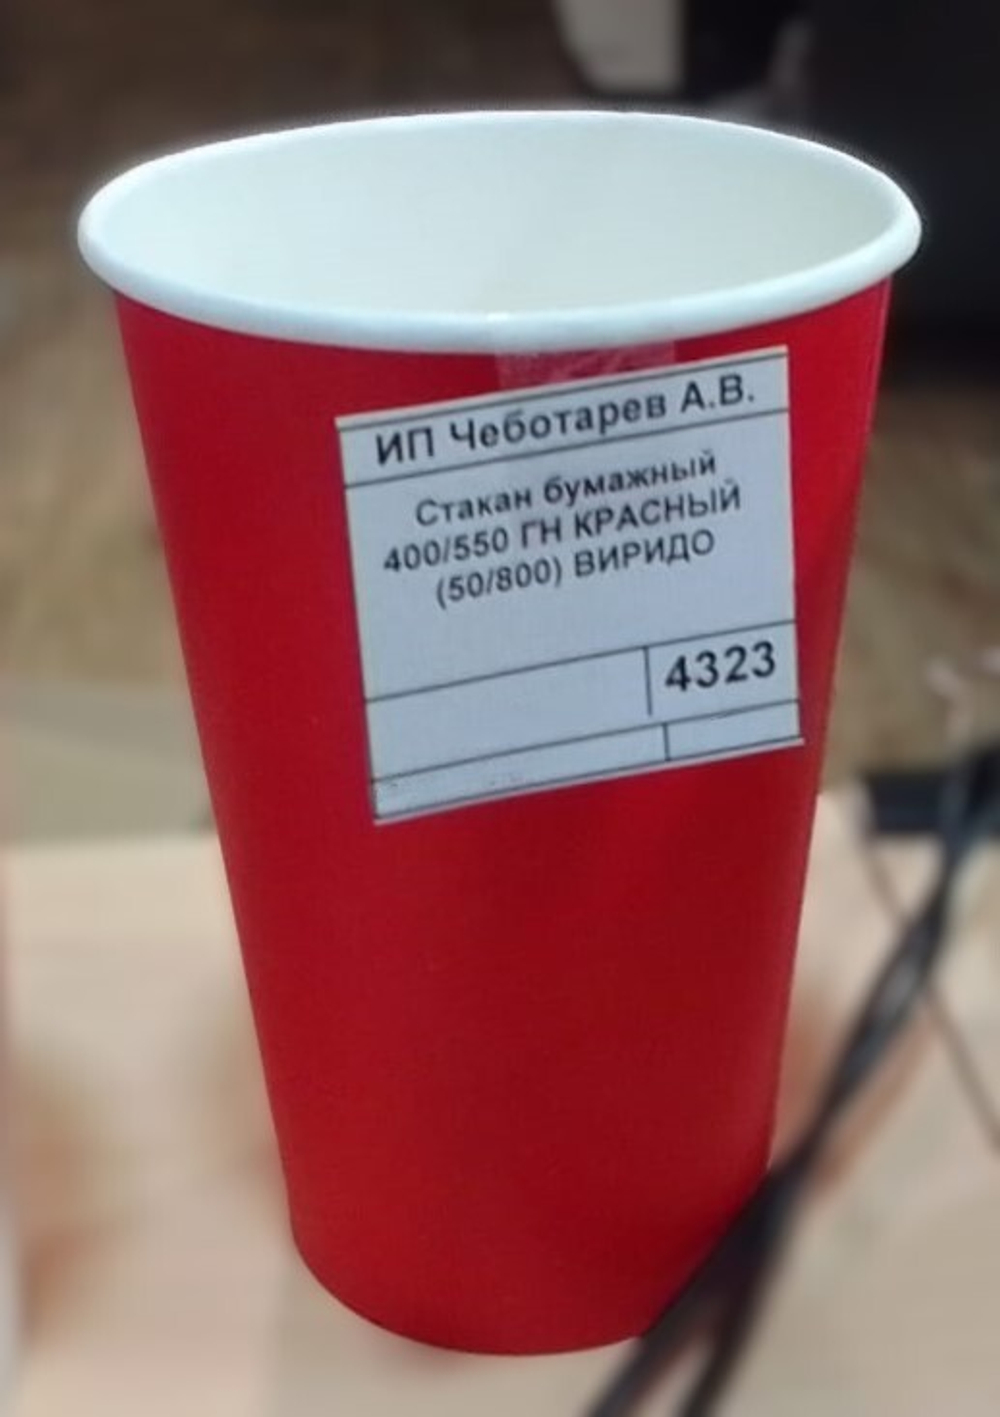 ИП Чеботарев А.В.
Стакан бумажный
400/550 ГН КРАСНЫЙ
(50/800) ВИРИДО
4323